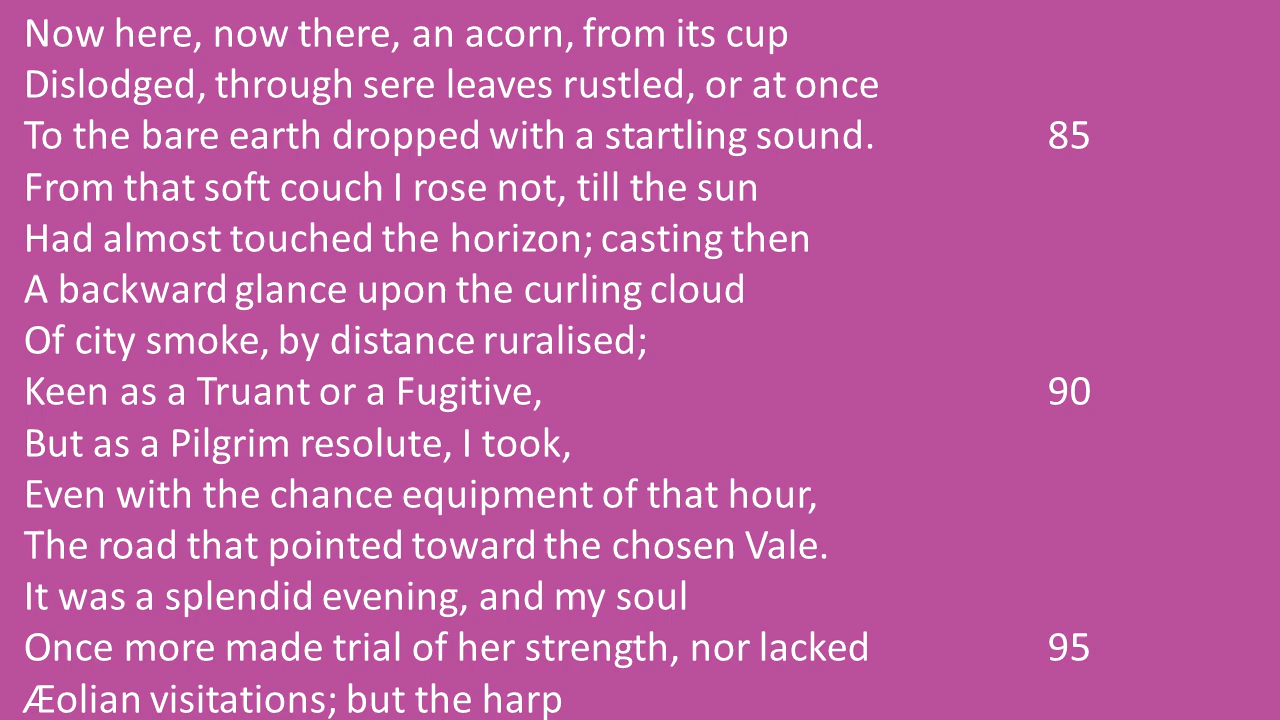 Now here, now there, an acorn, from its cup
Dislodged, through sere leaves rustled, or at once
To the bare earth dropped with a startling sound. 85
From that soft couch I rose not, till the sun
Had almost touched the horizon; casting then
A backward glance upon the curling cloud
Of city smoke, by distance ruralised;
Keen as a Truant or a Fugitive, 90
But as a Pilgrim resolute, I took,
Even with the chance equipment of that hour,
The road that pointed toward the chosen Vale.
It was a splendid evening, and my soul
Once more made trial of her strength, nor lacked 95
Æolian visitations; but the harp